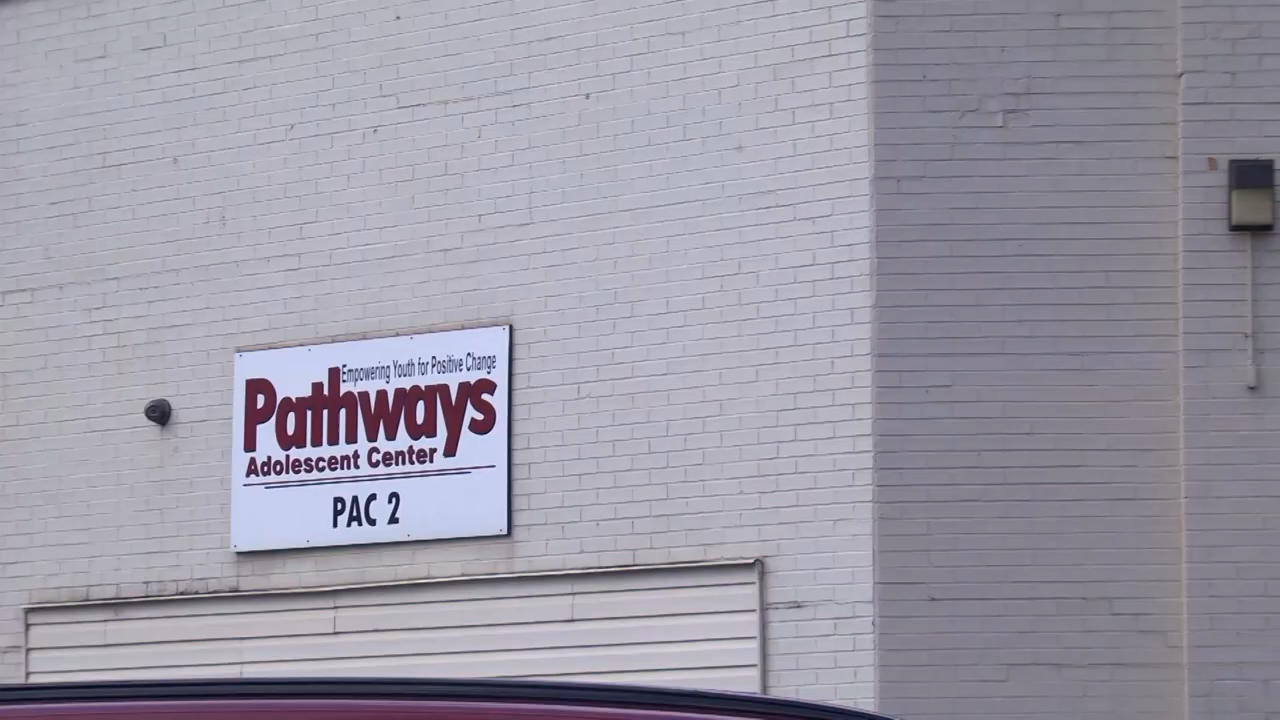 Empowering Youth for Positive Change
Pathways
Adolescent Center
PAC 2